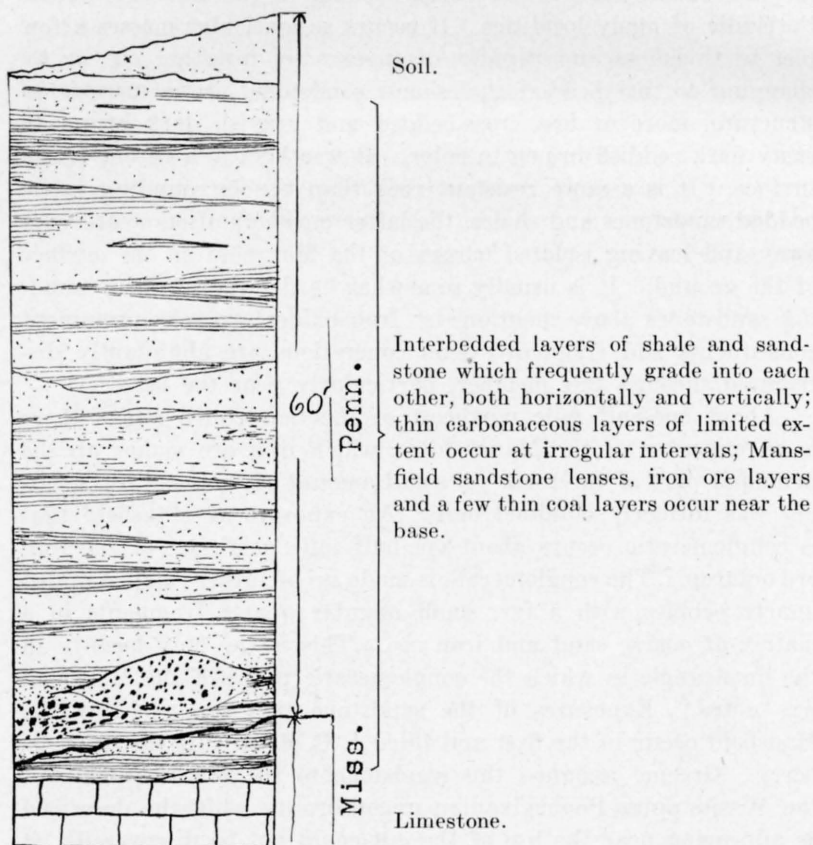 Soil.
60'
Penn.
Interbedded layers of shale and sand-
stone which frequently grade into each
other, both horizontally and vertically;
thin carbonaceous layers of limited ex-
tent occur at irregular intervals; Mans-
field sandstone lenses, iron ore layers
and a few thin coal layers occur near the
base.
Miss.
Limestone.